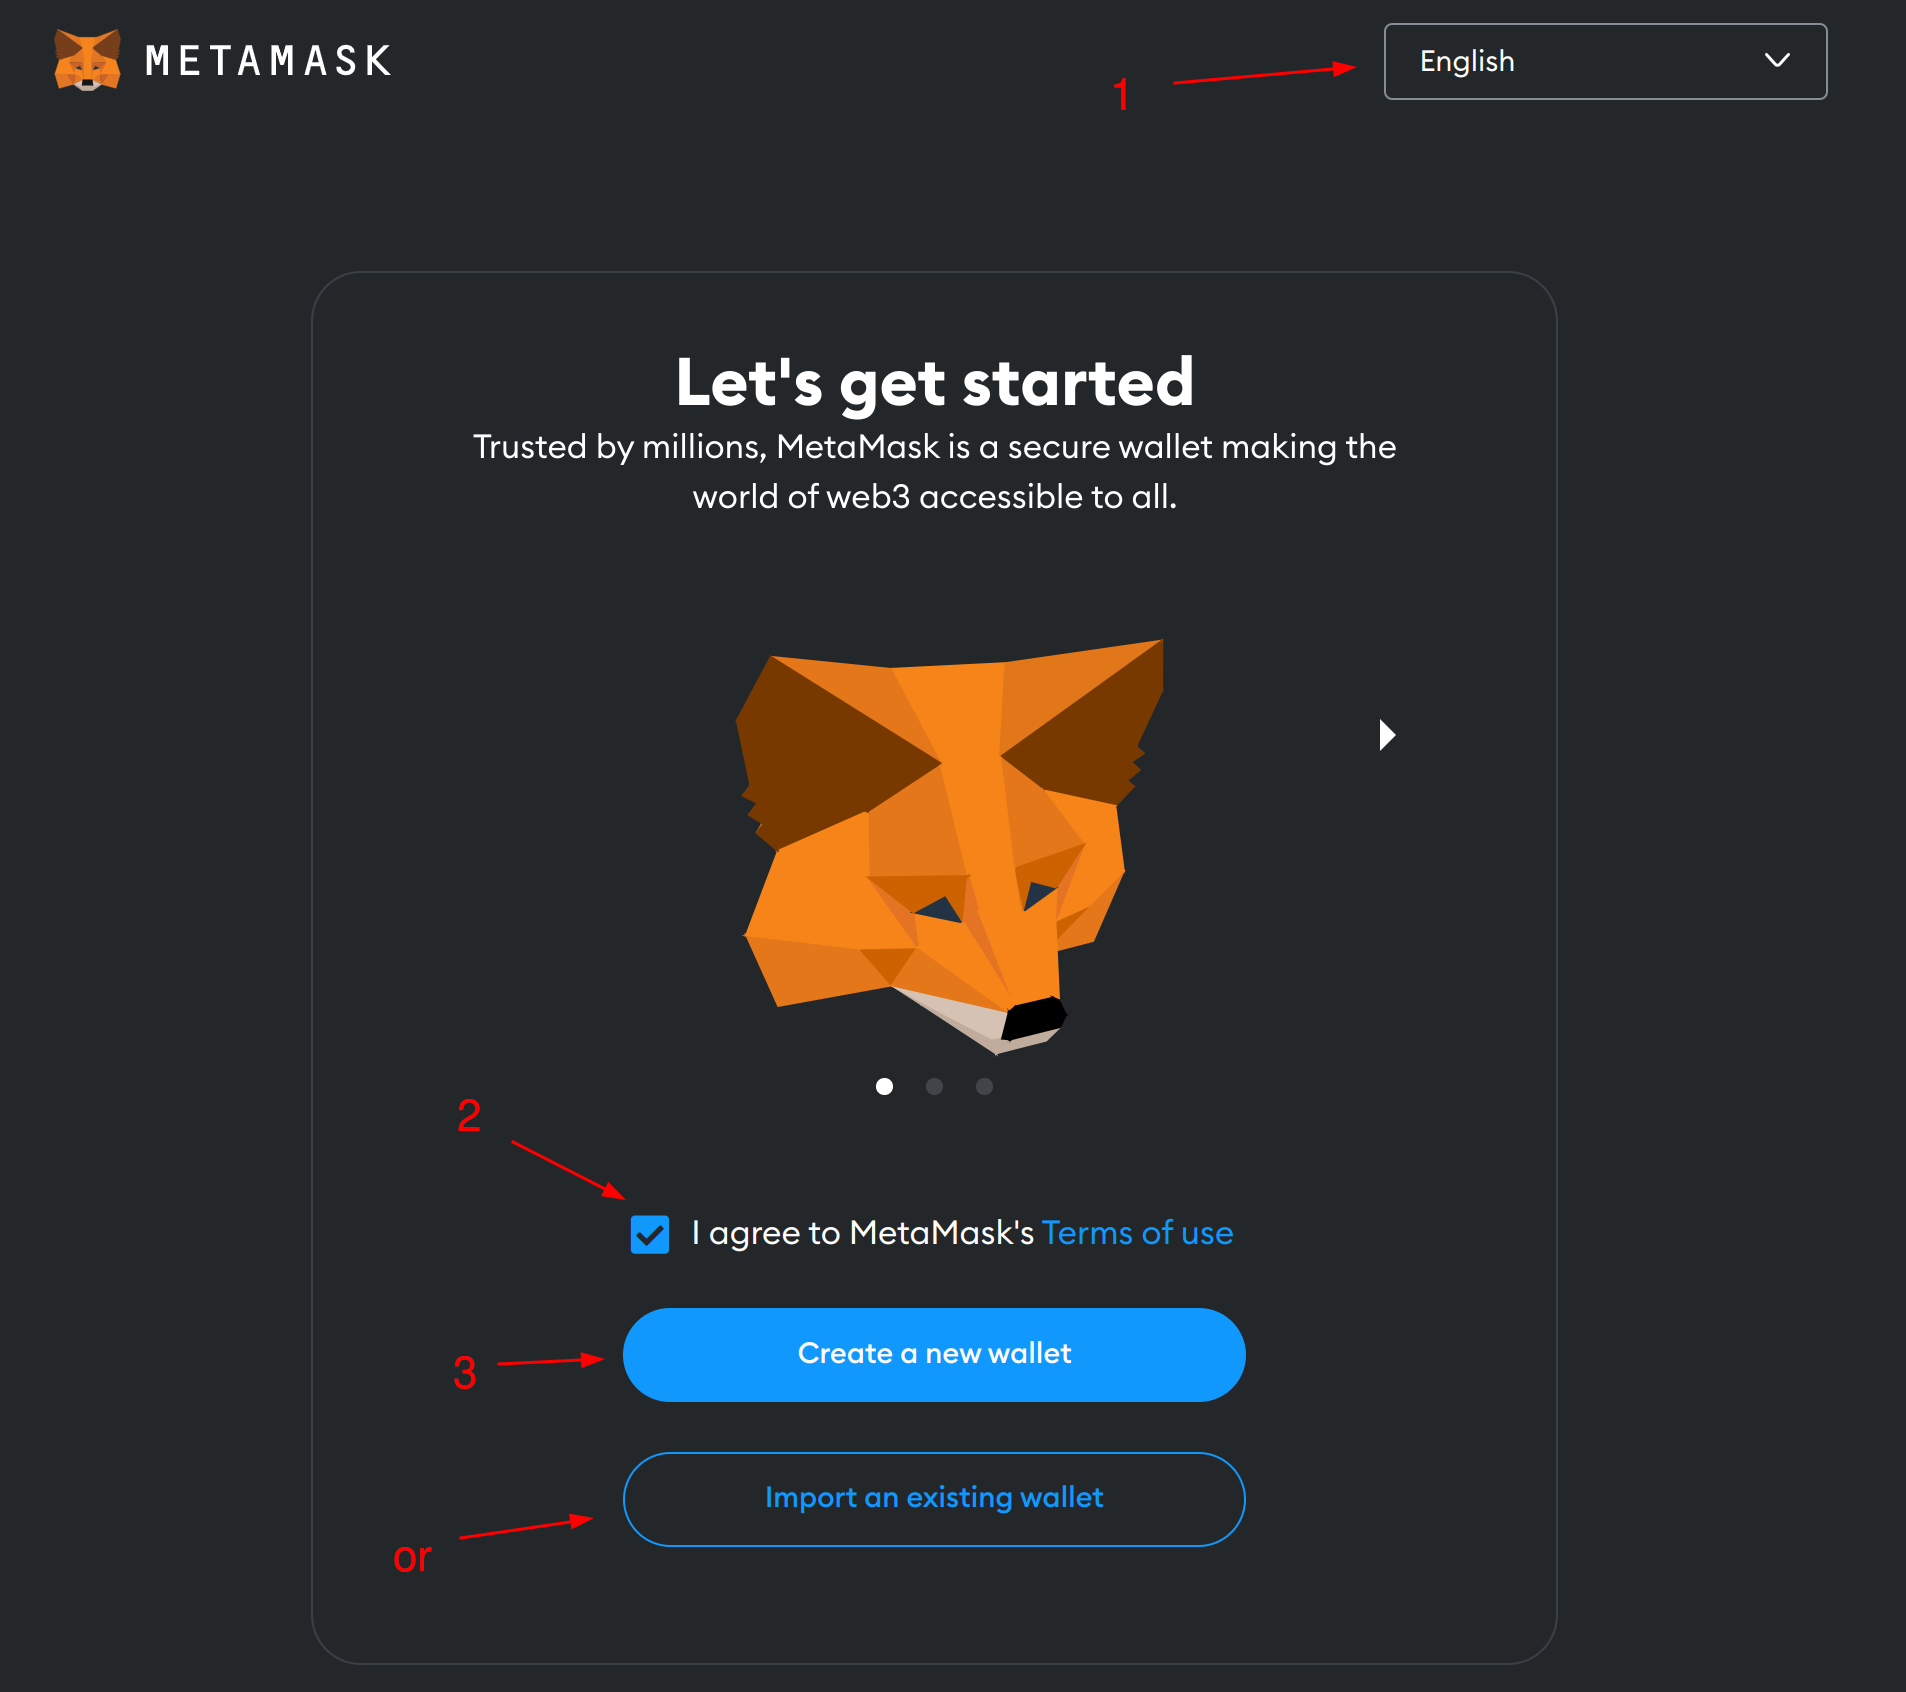 METAMASK
1
English
Let's get started
Trusted by millions, MetaMask is a secure wallet making the
world of web3 accessible to all.
2
I agree to MetaMask's Terms of use
3
Create a new wallet
Import an existing wallet
or